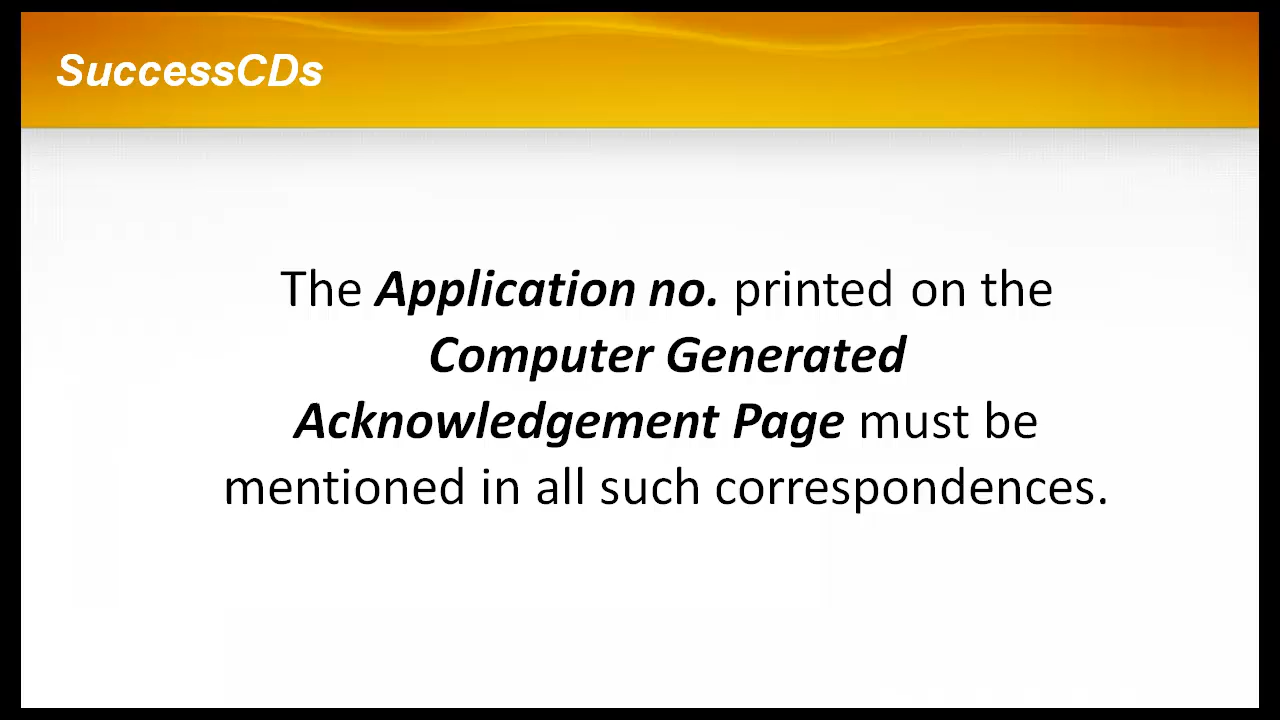 SuccessCDs
The Application no. printed on the
Computer Generated
Acknowledgement Page must be
mentioned in all such correspondences.